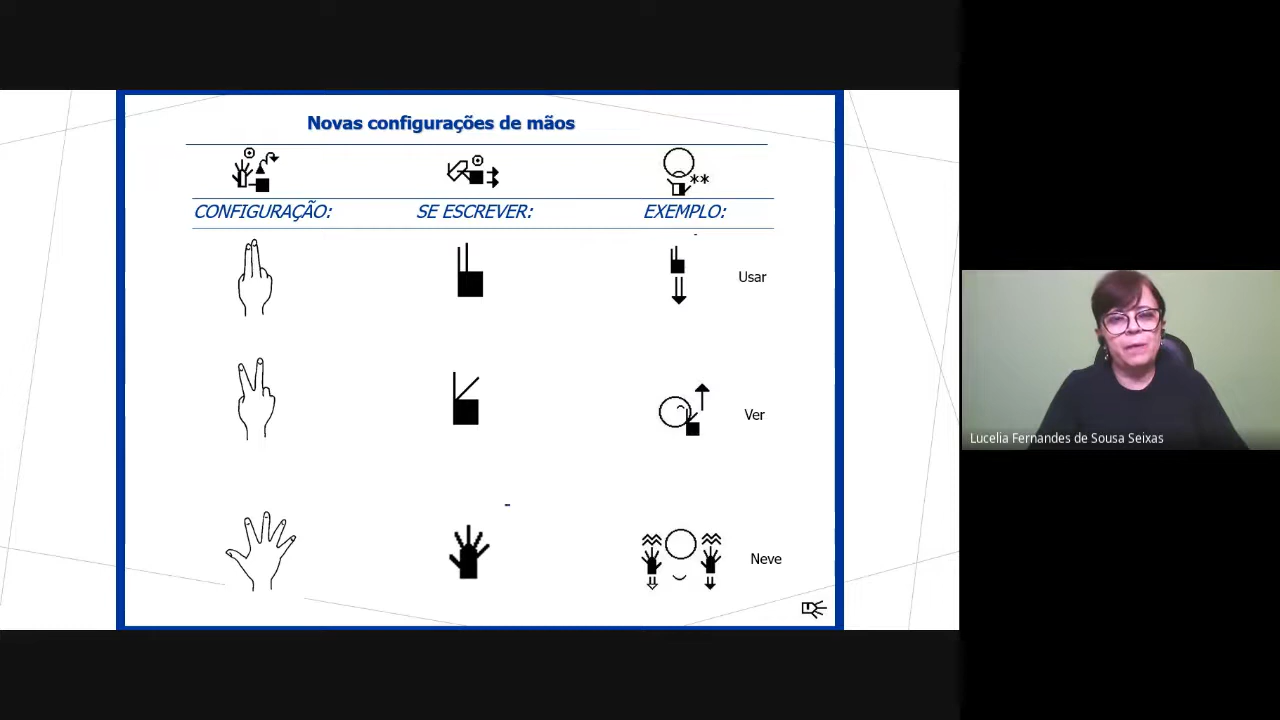 Novas configurações de mãos
CONFIGURAÇÃO: SE ESCREVER: EXEMPLO:
Usar
Ver
Neve
Lucelia Fernandes de Sousa Seixas